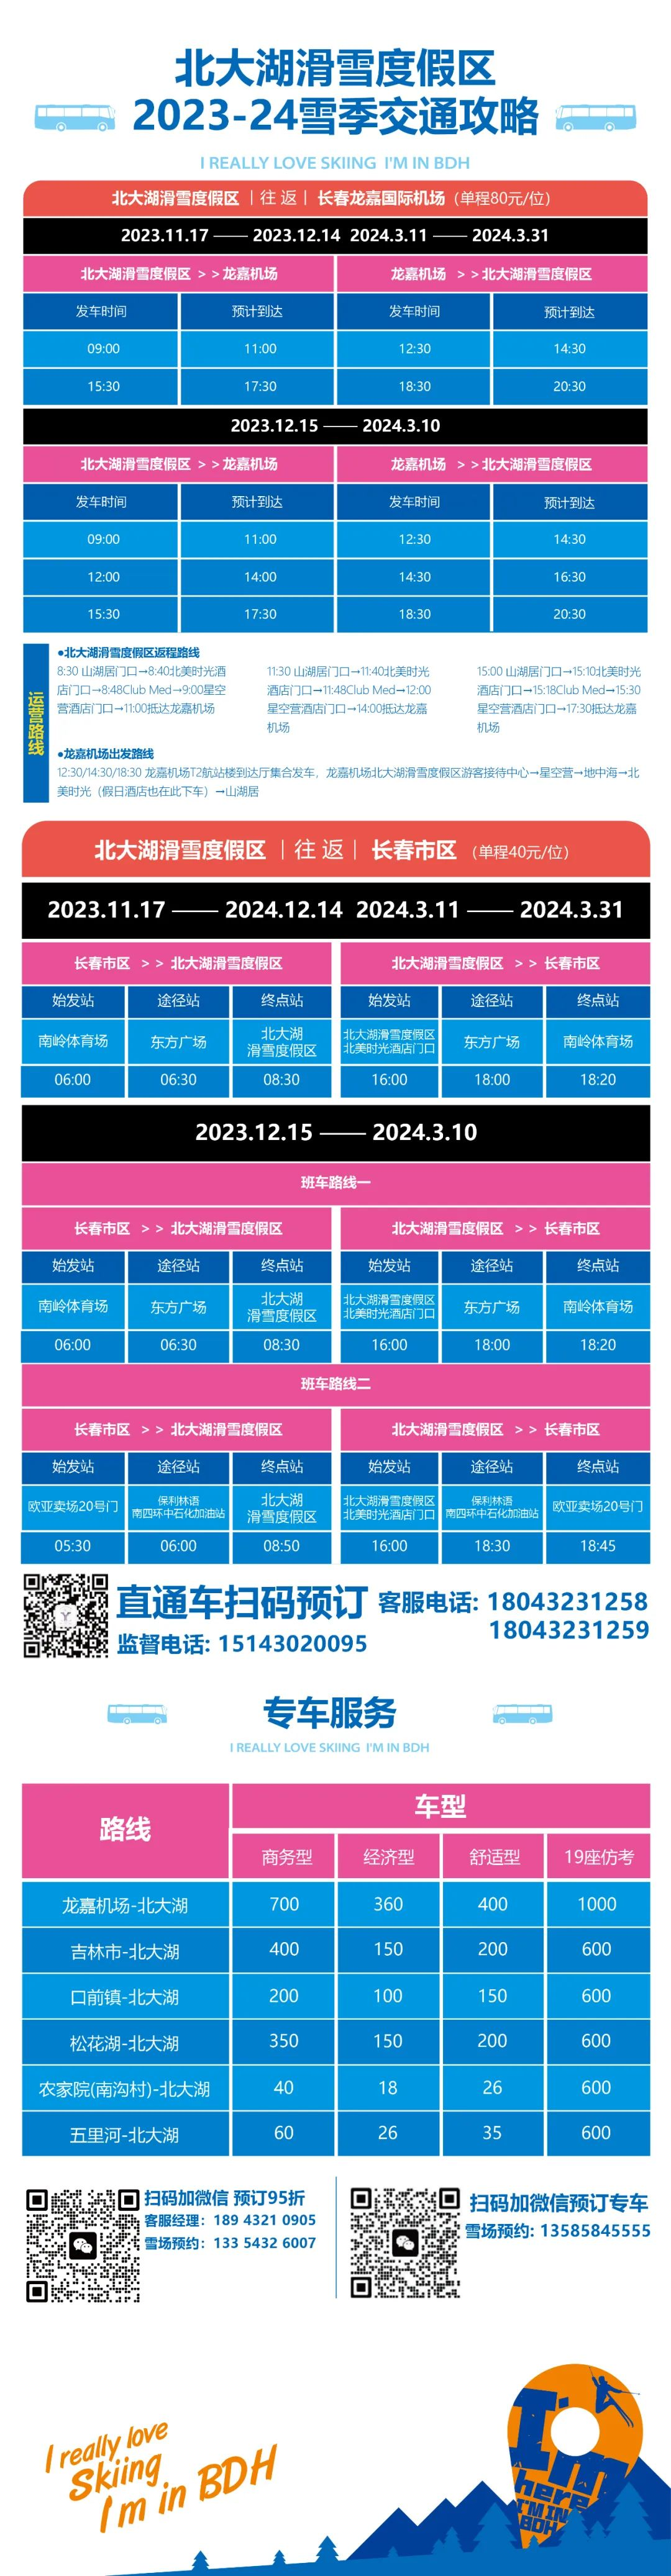 北大湖滑雪度假区
2023-24雪季交通攻略
I REALLY LOVE SKIING I'M IN BDH
北大湖滑雪度假区 | 往 返 | 长春龙嘉国际机场（单程80元/位）
2023.11.17 —— 2023.12.14 2024.3.11 —— 2024.3.31
北大湖滑雪度假区 > > 龙嘉机场 龙嘉机场 > > 北大湖滑雪度假区
发车时间 预计到达 发车时间 预计到达
09:00 11:00 12:30 14:30
15:30 17:30 18:30 20:30
2023.12.15 —— 2024.3.10
北大湖滑雪度假区 > > 龙嘉机场 龙嘉机场 > > 北大湖滑雪度假区
发车时间 预计到达 发车时间 预计到达
09:00 11:00 12:30 14:30
12:00 14:00 14:30 16:30
15:30 17:30 18:30 20:30
运营路线
●北大湖滑雪度假区返程路线
8:30 山湖居门口→8:40北美时光酒
店门口→8:48Club Med→9:00星空
营酒店门口→11:00抵达龙嘉机场
11:30 山湖居门口→11:40北美时光
酒店门口→11:48Club Med→12:00
星空营酒店门口→14:00抵达龙嘉
机场
15:00 山湖居门口→15:10北美时光
酒店门口→15:18Club Med→15:30
星空营酒店门口→17:30抵达龙嘉
机场
●龙嘉机场出发路线
12:30/14:30/18:30 龙嘉机场T2航站楼到达厅集合发车，龙嘉机场北大湖滑雪度假区游客接待中心→星空营→地中海→北
美时光（假日酒店也在此下车）→山湖居
北大湖滑雪度假区 | 往 返 | 长春市区 （单程40元/位）
2023.11.17 —— 2024.12.14 2024.3.11 —— 2024.3.31
长春市区 > > 北大湖滑雪度假区 北大湖滑雪度假区 > > 长春市区
始发站 途径站 终点站 始发站 途径站 终点站
南岭体育场 东方广场 北大湖
滑雪度假区 北大湖滑雪度假区
北美时光酒店门口 东方广场 南岭体育场
06:00 06:30 08:30 16:00 18:00 18:20
2023.12.15 —— 2024.3.10
班车路线一
长春市区 > > 北大湖滑雪度假区 北大湖滑雪度假区 > > 长春市区
始发站 途径站 终点站 始发站 途径站 终点站
南岭体育场 东方广场 北大湖
滑雪度假区 北大湖滑雪度假区
北美时光酒店门口 东方广场 南岭体育场
06:00 06:30 08:30 16:00 18:00 18:20
班车路线二
长春市区 > > 北大湖滑雪度假区 北大湖滑雪度假区 > > 长春市区
始发站 途径站 终点站 始发站 途径站 终点站
欧亚卖场20号门 保利林语
南四环中石化加油站 北大湖
滑雪度假区 北大湖滑雪度假区
北美时光酒店门口 保利林语
南四环中石化加油站 欧亚卖场20号门
05:30 06:00 08:50 16:00 18:30 18:45
直通车扫码预订 客服电话: 18043231258
18043231259
监督电话: 15143020095
专车服务
I REALLY LOVE SKIING I'M IN BDH
路线 车型
商务型 经济型 舒适型 19座仿考
龙嘉机场-北大湖 700 360 400 1000
吉林市-北大湖 400 150 200 600
口前镇-北大湖 200 100 150 600
松花湖-北大湖 350 150 200 600
农家院(南沟村)-北大湖 40 18 26 600
五里河-北大湖 60 26 35 600
扫码加微信 预订95折
客服经理：189 4321 0905
雪场预约：133 5432 6007
扫码加微信预订专车
雪场预约: 13585845555
I really love
Skiing
I m in BDH
I'm
here
I'M IN
BDH